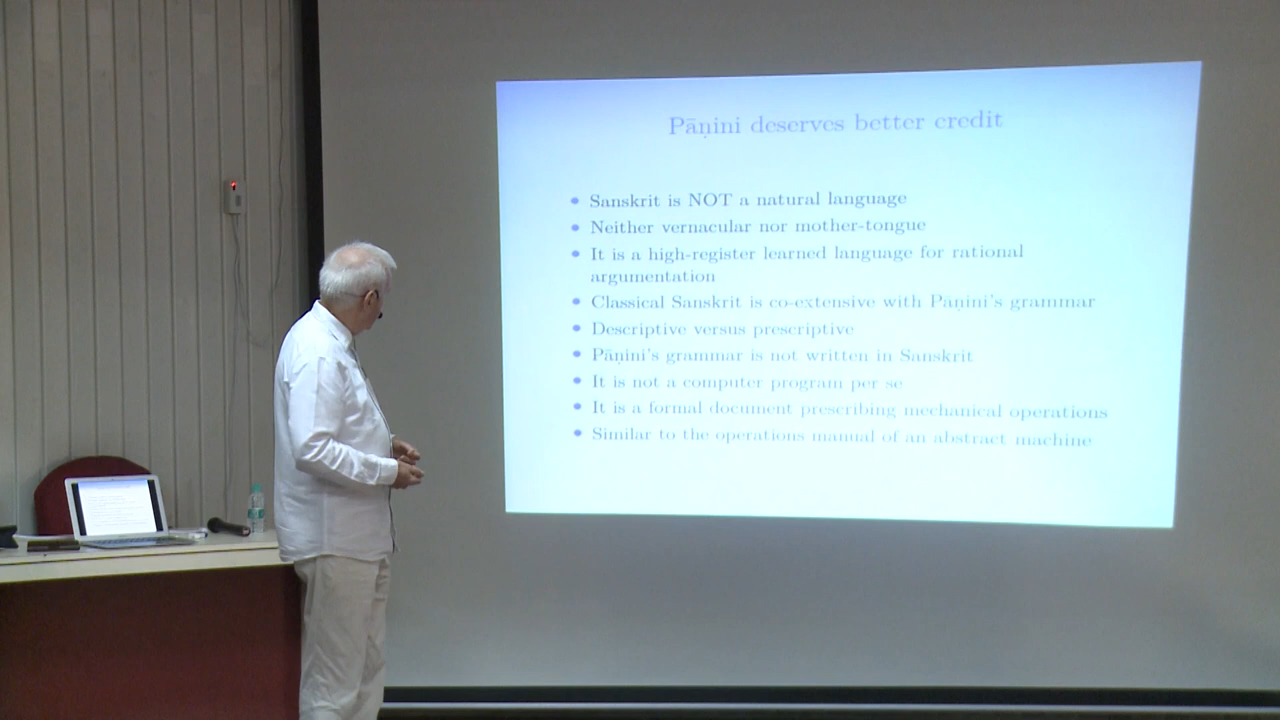 Pāṇini deserves better credit
• Sanskrit is NOT a natural language
• Neither vernacular nor mother-tongue
• It is a high-register learned language for rational
argumentation
• Classical Sanskrit is co-extensive with Pāṇini's grammar
• Descriptive versus prescriptive
• Pāṇini's grammar is not written in Sanskrit
• It is not a computer program per se
• It is a formal document prescribing mechanical operations
• Similar to the operations manual of an abstract machine